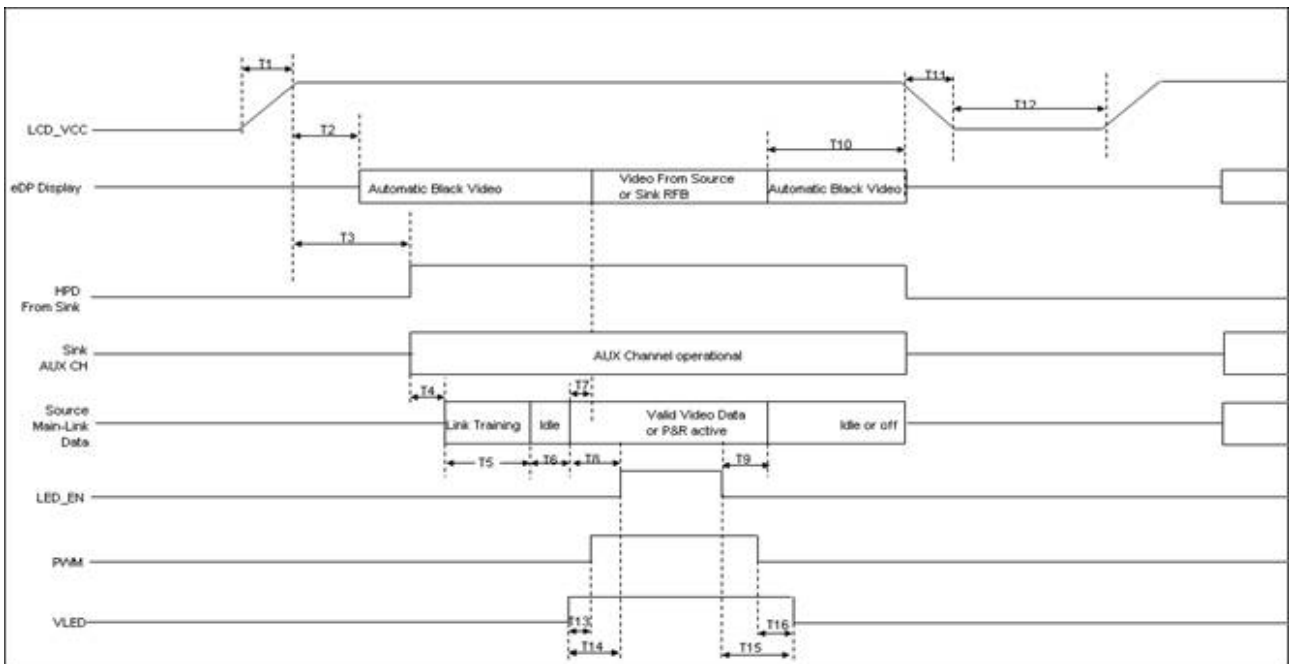 T1
T11
T12
LCD_VCC
T2
T10
eDP Display
Automatic Black Video
Video From Source
or Sink RFB
Automatic Black Video
T3
HPD
From Sink
Sink
AUX CH
AUX Channel operational
T4
T7
Source
Main-Link
Data
Link Training
Idle
Valid Video Data
or P&R active
Idle or off
T5
T6
T8
T9
LED_EN
PWM
VLED
T13
T16
T14
T15